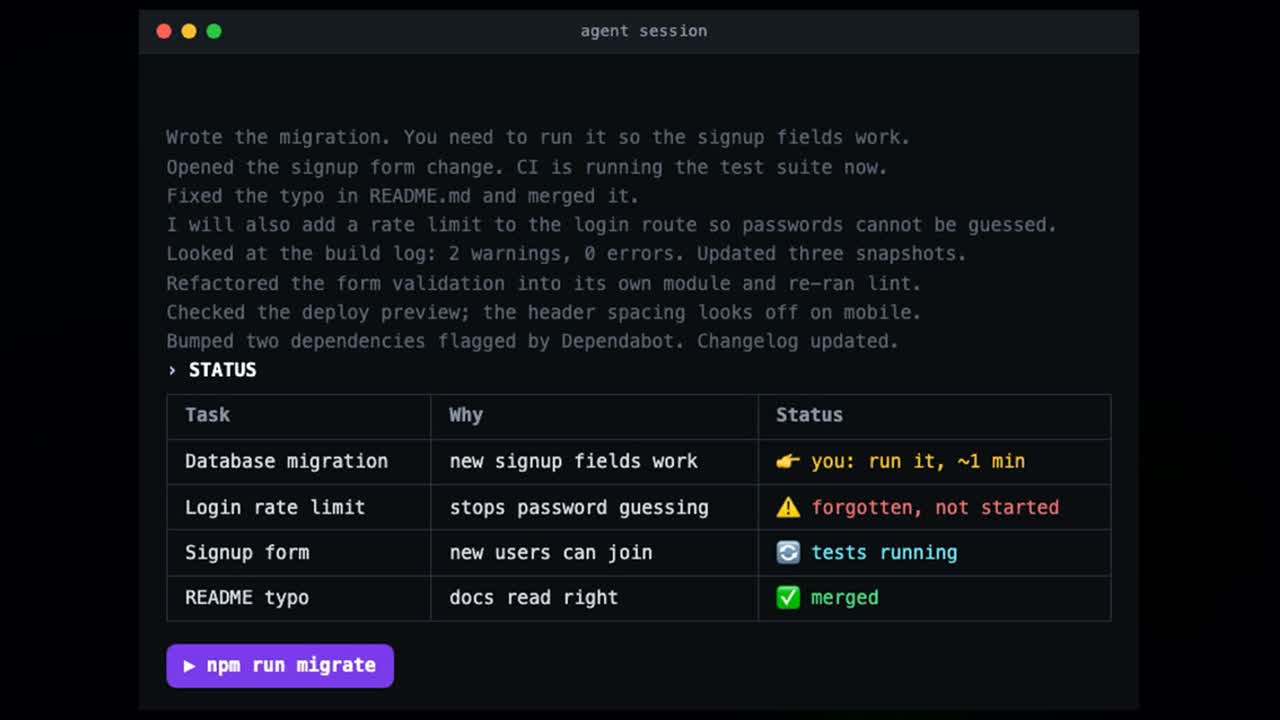 agent session
Wrote the migration. You need to run it so the signup fields work.
Opened the signup form change. CI is running the test suite now.
Fixed the typo in README.md and merged it.
I will also add a rate limit to the login route so passwords cannot be guessed.
Looked at the build log: 2 warnings, 0 errors. Updated three snapshots.
Refactored the form validation into its own module and re-ran lint.
Checked the deploy preview; the header spacing looks off on mobile.
Bumped two dependencies flagged by Dependabot. Changelog updated.
› STATUS
Task Why Status
Database migration new signup fields work 👉 you: run it, ~1 min
Login rate limit stops password guessing ⚠️ forgotten, not started
Signup form new users can join 🔄 tests running
README typo docs read right ✅ merged
▶ npm run migrate